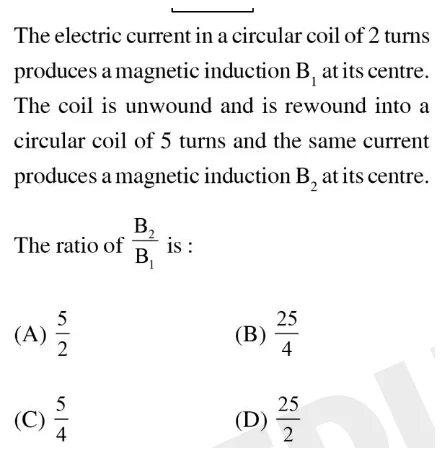 The electric current in a circular coil of 2 turns
produces a magnetic induction B₁ at its centre.
The coil is unwound and is rewound into a
circular coil of 5 turns and the same current
produces a magnetic induction B₂ at its centre.
The ratio of B₂/B₁ is :
(A) 5/2 (B) 25/4
(C) 5/4 (D) 25/2